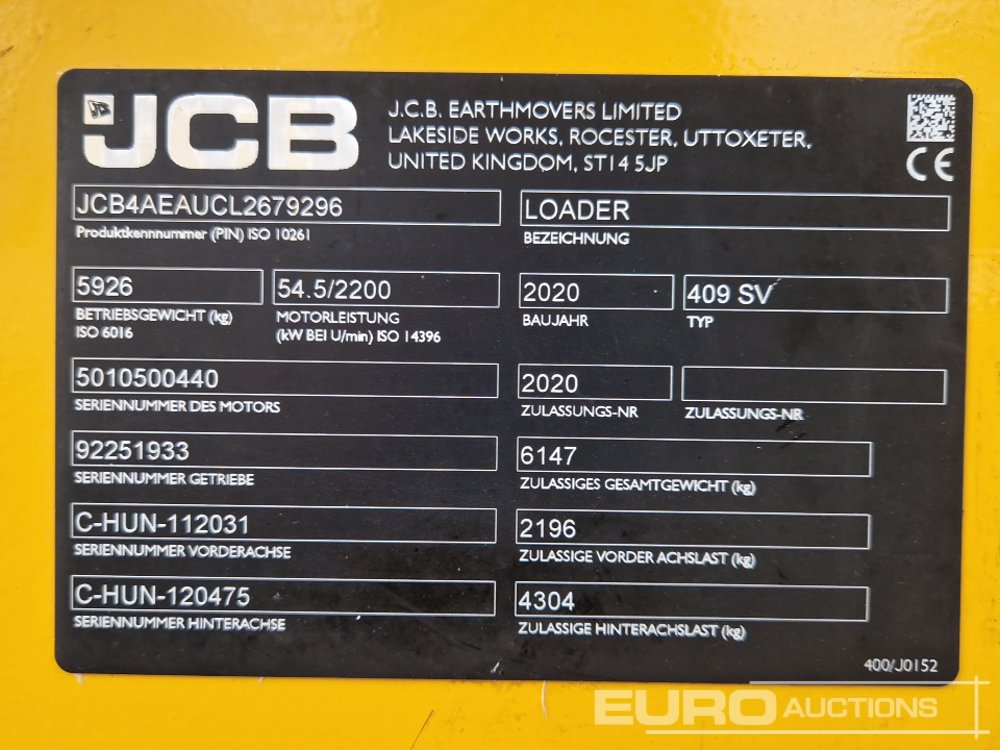 JCB
J.C.B. EARTHMOVERS LIMITED
LAKESIDE WORKS, ROCESTER, UTTOXETER,
UNITED KINGDOM, ST14 5JP
CE
JCB4AEAUCL2679296
Produktkennnummer (PIN) ISO 10261
LOADER
BEZEICHNUNG
5926
BETRIEBSGEWICHT (kg)
ISO 6016
54.5/2200
MOTORLEISTUNG
(kW BEI U/min) ISO 14396
2020
BAUJAHR
409 SV
TYP
5010500440
SERIENNUMMER DES MOTORS
2020
ZULASSUNGS-NR
ZULASSUNGS-NR
92251933
SERIENNUMMER GETRIEBE
6147
ZULASSIGES GESAMTGEWICHT (kg)
C-HUN-112031
SERIENNUMMER VORDERACHSE
2196
ZULASSIGE VORDER ACHSLAST (kg)
C-HUN-120475
SERIENNUMMER HINTERACHSE
4304
ZULASSIGE HINTERACHSLAST (kg)
400/J0152
EURO AUCTIONS